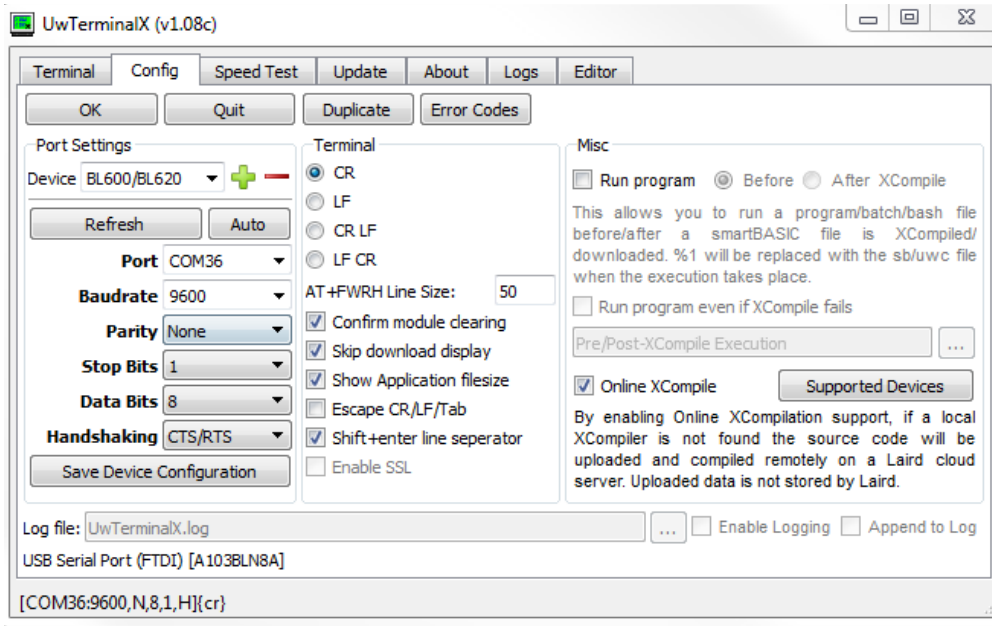 UwTerminalX (v1.08c)
Terminal Config Speed Test Update About Logs Editor
OK Quit Duplicate Error Codes
Port Settings
Device BL600/BL620
Refresh Auto
Port COM36
Baudrate 9600
Parity None
Stop Bits 1
Data Bits 8
Handshaking CTS/RTS
Save Device Configuration
Terminal
CR
LF
CR LF
LF CR
AT+FWRH Line Size: 50
Confirm module clearing
Skip download display
Show Application filesize
Escape CR/LF/Tab
Shift+enter line seperator
Enable SSL
Misc
Run program Before After XCompile
This allows you to run a program/batch/bash file
before/after a smartBASIC file is XCompiled/
downloaded. %1 will be replaced with the sb/uwc file
when the execution takes place.
Run program even if XCompile fails
Pre/Post-XCompile Execution ...
Online XCompile Supported Devices
By enabling Online XCompilation support, if a local
XCompiler is not found the source code will be
uploaded and compiled remotely on a Laird cloud
server. Uploaded data is not stored by Laird.
Log file: UwTerminalX.log ... Enable Logging Append to Log
USB Serial Port (FTDI) [A103BLN8A]
[COM36:9600,N,8,1,H]{cr}